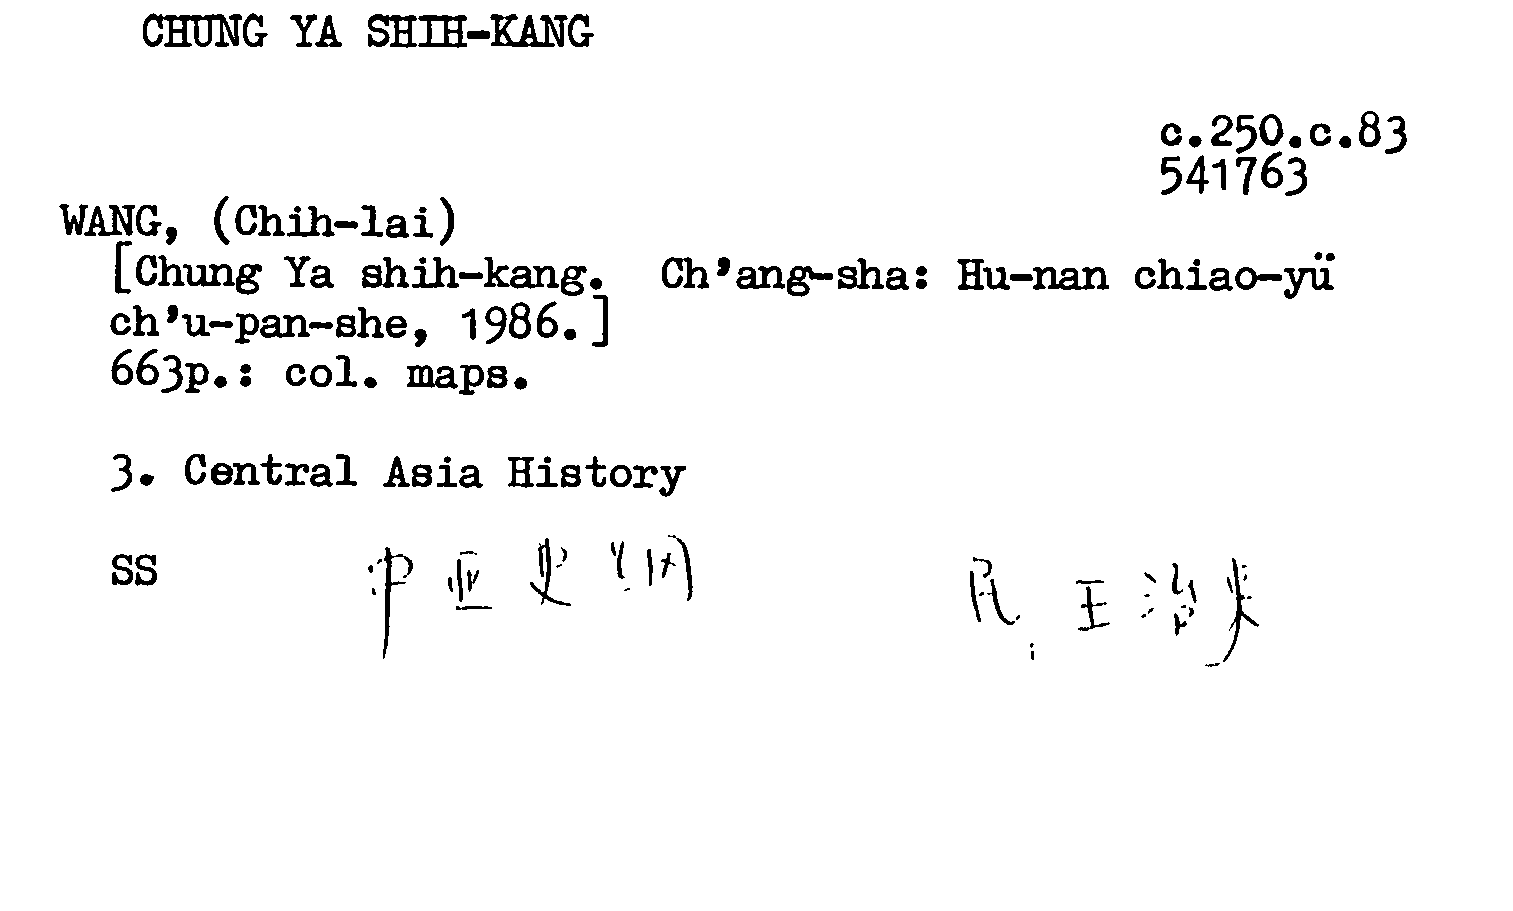 CHUNG YA SHIH-KANG
c.250.c.83
541763
WANG, (Chih-lai)
[Chung Ya shih-kang. Ch'ang-sha: Hu-nan chiao-yü
ch'u-pan-she, 1986.]
663p.: col. maps.
3. Central Asia History
SS 中亚史纲 王治来